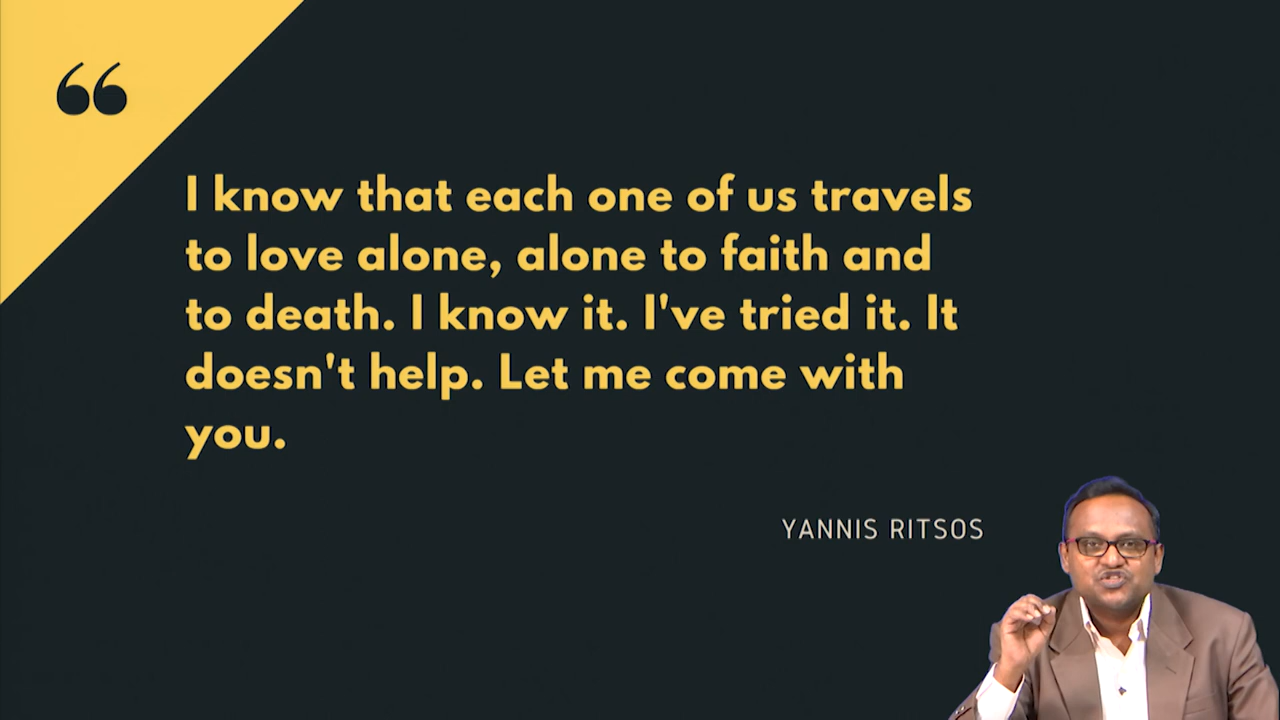 “
I know that each one of us travels
to love alone, alone to faith and
to death. I know it. I've tried it. It
doesn't help. Let me come with
you.
YANNIS RITSOS